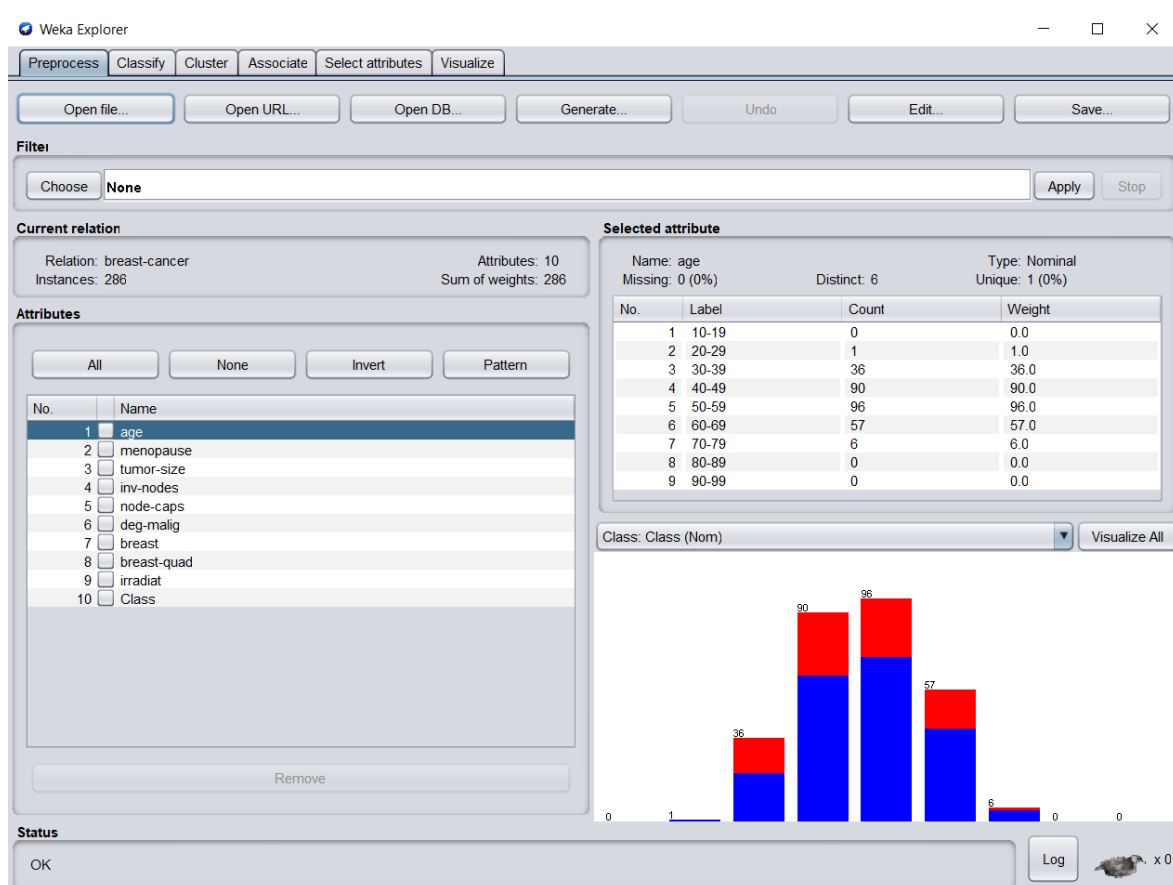 Weka Explorer
Preprocess Classify Cluster Associate Select attributes Visualize
Open file... Open URL... Open DB... Generate... Undo Edit... Save...
Filter
Choose None Apply Stop
Current relation
Relation: breast-cancer Attributes: 10
Instances: 286 Sum of weights: 286
Attributes
All None Invert Pattern
No. Name
1 age
2 menopause
3 tumor-size
4 inv-nodes
5 node-caps
6 deg-malig
7 breast
8 breast-quad
9 irradiat
10 Class
Remove
Selected attribute
Name: age Type: Nominal
Missing: 0 (0%) Distinct: 6 Unique: 1 (0%)
No. Label Count Weight
1 10-19 0 0.0
2 20-29 1 1.0
3 30-39 36 36.0
4 40-49 90 90.0
5 50-59 96 96.0
6 60-69 57 57.0
7 70-79 6 6.0
8 80-89 0 0.0
9 90-99 0 0.0
Class: Class (Nom) Visualize All
0 1 36 90 96 57 6 0 0
Status
OK Log x 0